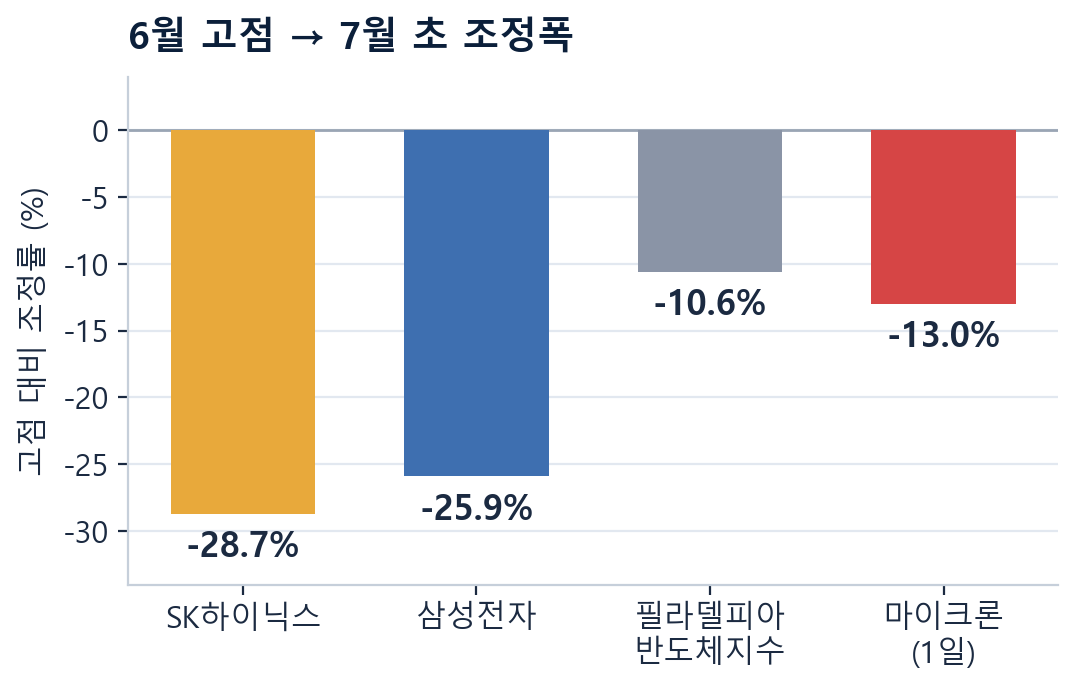 6월 고점 → 7월 초 조정폭
고점 대비 조정률 (%)
0
-5
-10
-15
-20
-25
-30
-28.7%
-25.9%
-10.6%
-13.0%
SK하이닉스
삼성전자
필라델피아
반도체지수
마이크론
(1일)